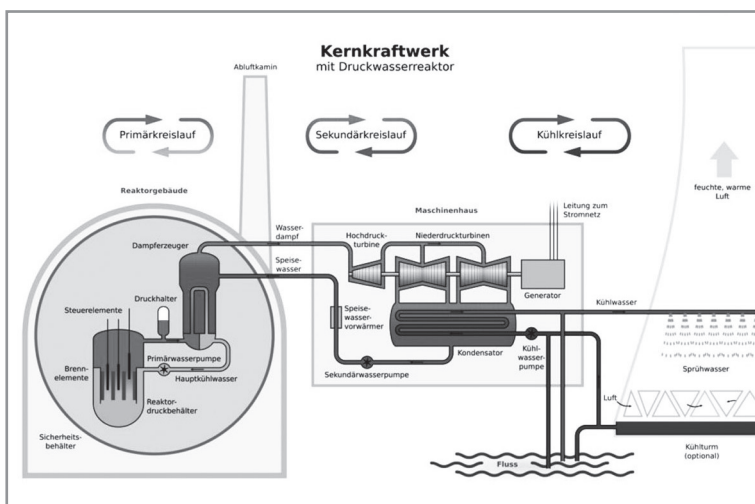 Kernkraftwerk
mit Druckwasserreaktor
Abluftkamin
Primärkreislauf
Sekundärkreislauf
Kühlkreislauf
feuchte, warme
Luft
Reaktorgebäude
Maschinenhaus
Leitung zum
Stromnetz
Wasser-
dampf
Hochdruck-
turbine
Niederdruckturbinen
Dampferzeuger
Speise-
wasser
Generator
Druckhalter
Steuerelemente
Speise-
wasser-
vorwärmer
Kühlwasser
Kondensator
Kühl-
wasser-
pumpe
Sprühwasser
Primärwasserpumpe
Brenn-
elemente
Hauptkühlwasser
Sekundärwasserpumpe
Reaktor-
druckbehälter
Luft
Sicherheits-
behälter
Kühlturm
(optional)
Fluss